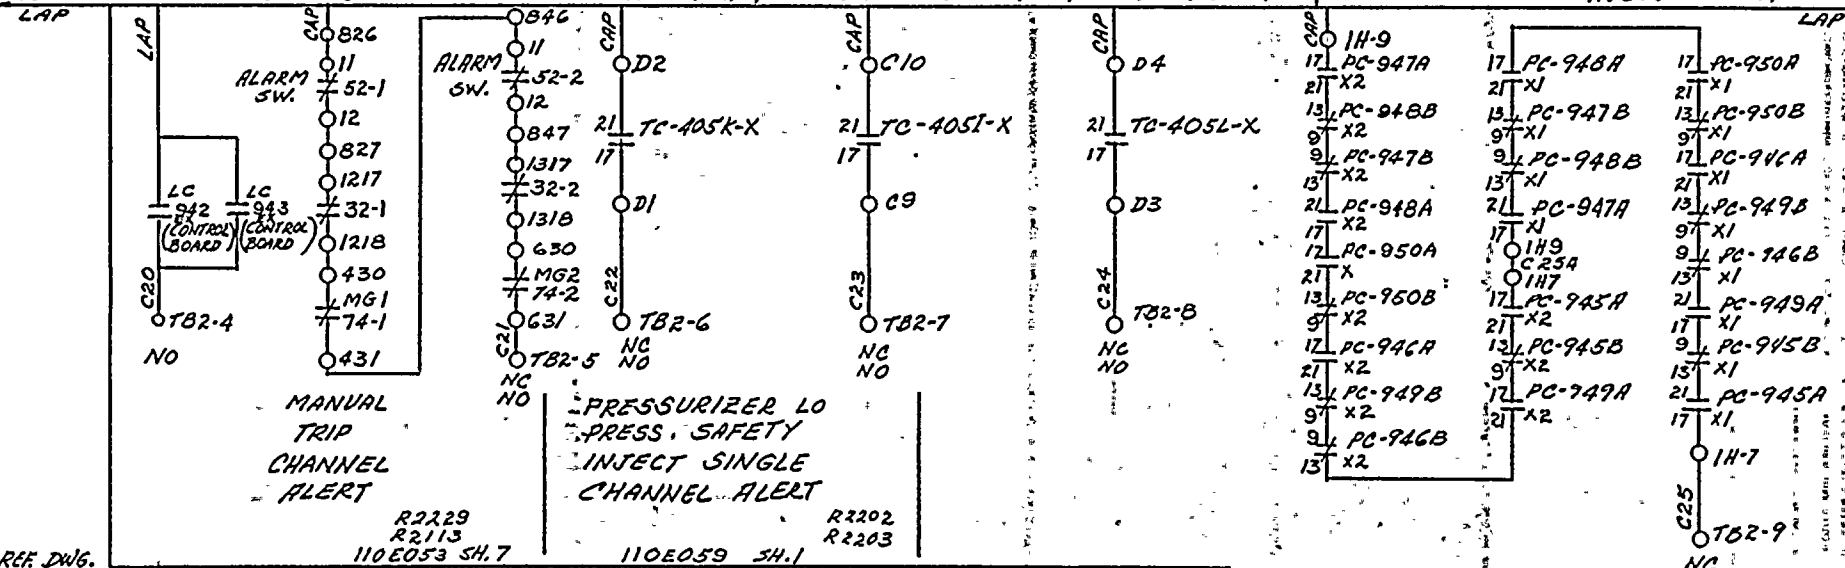 LAP
LAP
LC
942
(CONTROL
BOARD)
LC
943
(CONTROL
BOARD)
C20
TB2-4
NO
CAP
826
11
ALARM
SW.
52-1
12
827
1217
32-1
1218
430
MG1
74-1
431
MANUAL
TRIP
CHANNEL
ALERT
846
11
ALARM
SW.
52-2
12
847
1317
32-2
1318
630
MG2
74-2
631
C21
TB2-5
NC
NO
R2229
R2113
110E053 SH.7
CAP
D2
21 TC-405K-X
17
D1
C22
TB2-6
NC
NO
PRESSURIZER LO
PRESS. SAFETY
INJECT SINGLE
CHANNEL ALERT
CAP
C10
21 TC-405I-X
17
C9
C23
TB2-7
NC
NO
R2202
R2203
110E059 SH.1
CAP
D4
21 TC-405L-X
17
D3
C24
TB2-8
NC
NO
CAP
1H-9
17 PC-947A
21 X2
13 PC-948B
9 X2
9 PC-947B
13 X2
21 PC-948A
17 X2
17 PC-950A
21 X
13 PC-950B
9 X2
17 PC-946A
21 X2
13 PC-949B
9 X2
9 PC-946B
13 X2
17 PC-948A
21 X1
13 PC-947B
9 X1
9 PC-948B
13 X1
21 PC-947A
17 X1
1H9
C25A
1H7
17 PC-945A
21 X2
13 PC-945B
9 X2
17 PC-949A
21 X2
LAP
17 PC-950A
21 X1
13 PC-950B
9 X1
17 PC-946A
21 X1
13 PC-949B
9 X1
9 PC-946B
13 X1
21 PC-949A
17 X1
9 PC-945B
13 X1
21 PC-945A
17 X1
1H-7
C25
TB2-9
NC
REF. DWG.